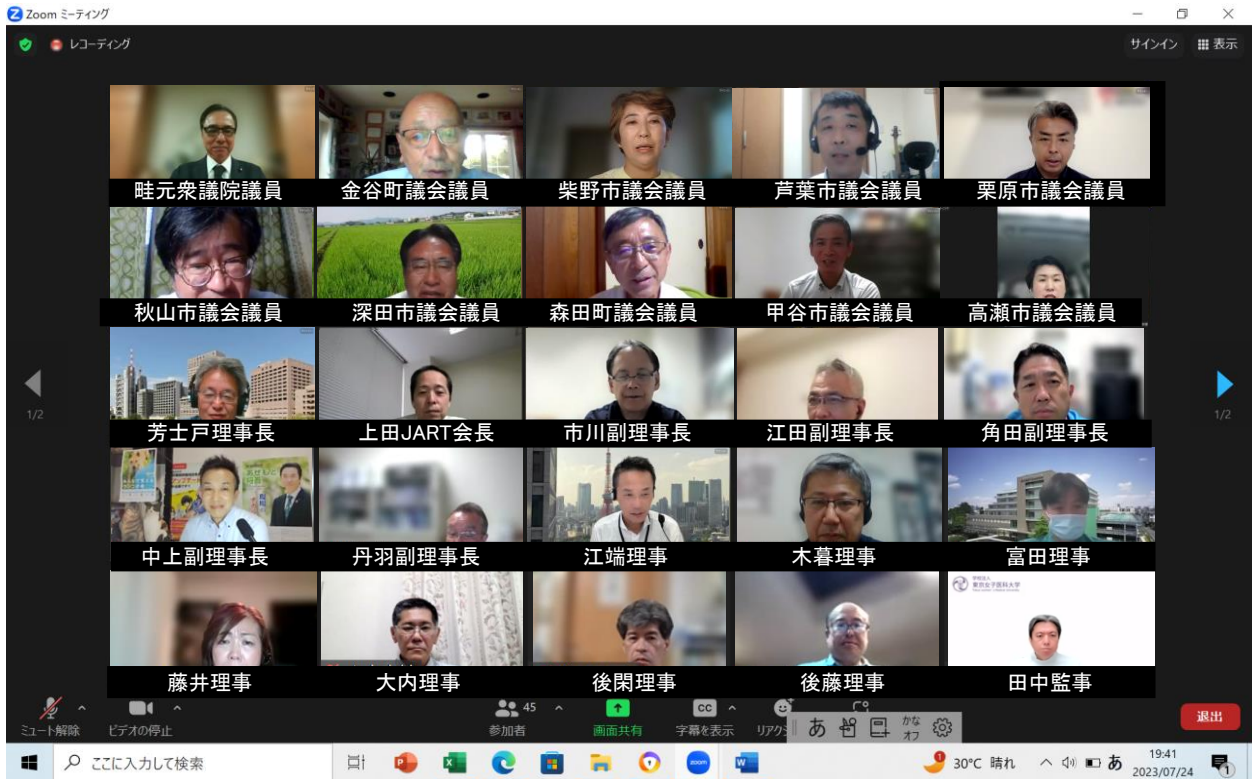 Zoom ミーティング
レコーディング
サインイン
表示
畦元衆議院議員
金谷町議会議員
柴野市議会議員
芦葉市議会議員
栗原市議会議員
秋山市議会議員
深田市議会議員
森田町議会議員
甲谷市議会議員
高瀬市議会議員
1/2
1/2
芳士戸理事長
上田JART会長
市川副理事長
江田副理事長
角田副理事長
中上副理事長
丹羽副理事長
江端理事
木暮理事
富田理事
東京女子医科大学
藤井理事
大内理事
後閑理事
後藤理事
田中監事
ミュート解除
ビデオの停止
45
参加者
画面共有
CC
字幕を表示
リアクシ
退出
あ
かな
オフ
ここに入力して検索
zoom
30°C 晴れ
あ
19:41
2023/07/24